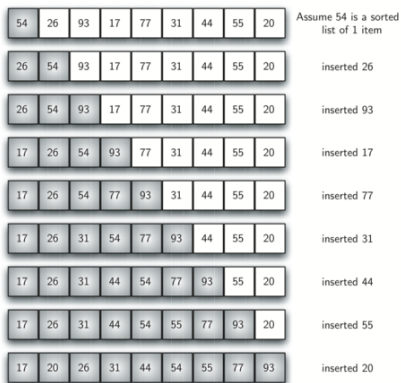 54 26 93 17 77 31 44 55 20 Assume 54 is a sorted
list of 1 item
26 54 93 17 77 31 44 55 20 inserted 26
26 54 93 17 77 31 44 55 20 inserted 93
17 26 54 93 77 31 44 55 20 inserted 17
17 26 54 77 93 31 44 55 20 inserted 77
17 26 31 54 77 93 44 55 20 inserted 31
17 26 31 44 54 77 93 55 20 inserted 44
17 26 31 44 54 55 77 93 20 inserted 55
17 20 26 31 44 54 55 77 93 inserted 20